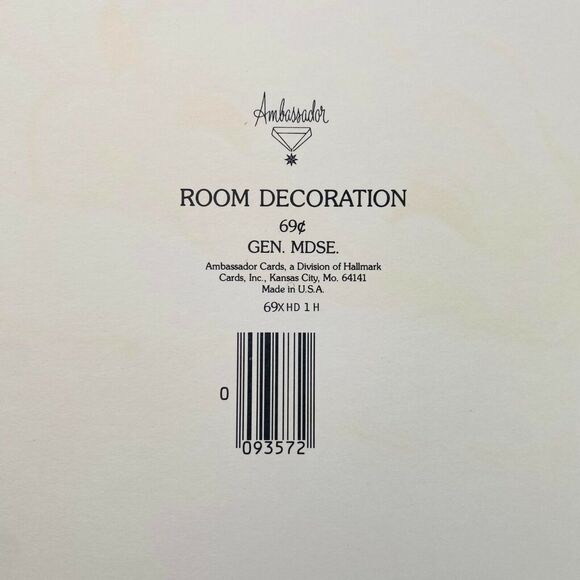 Ambassador
ROOM DECORATION
69¢
GEN. MDSE.
Ambassador Cards, a Division of Hallmark
Cards, Inc., Kansas City, Mo. 64141
Made in U.S.A.
69XHD 1 H
0
093572